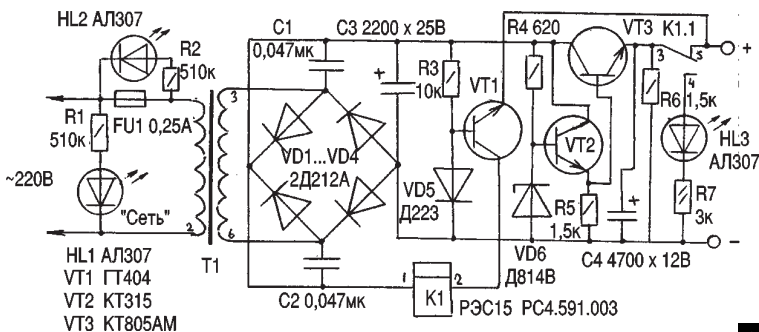 HL2 АЛ307
R2
510к
FU1 0,25А
R1
510к
~220В
"Сеть"
2
HL1 АЛ307
VT1 ГТ404
VT2 КТ315
VT3 КТ805АМ
T1
3
6
C1
0,047мк
VD1...VD4
2Д212А
C2 0,047мк
C3 2200 х 25В
+
R3
10к
VT1
VD5
Д223
1
К1
2
РЭС15 РС4.591.003
R4 620
VT3
К1.1
3
5
4
+
VT2
R5
1,5к
VD6
Д814В
R6
1,5к
HL3
АЛ307
R7
3к
+
C4 4700 х 12В
−